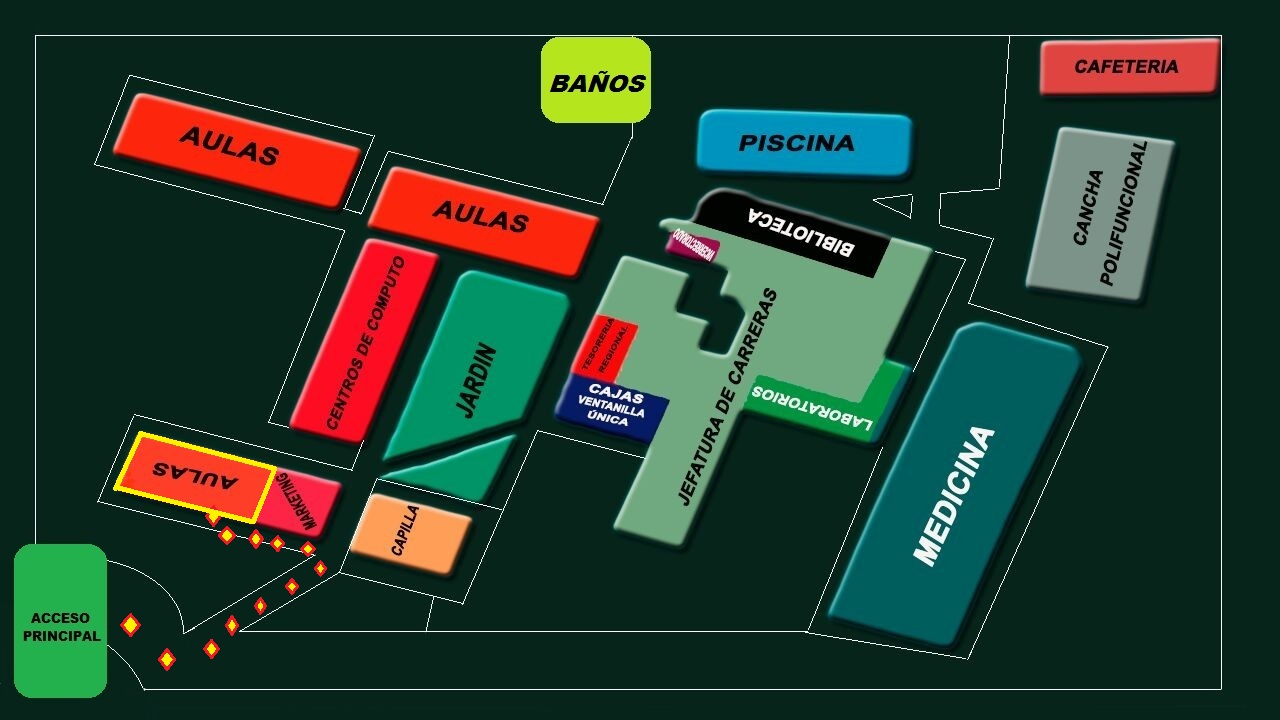 BAÑOS
CAFETERIA
AULAS
PISCINA
AULAS
CANCHA
POLIFUNCIONAL
BIBLIOTECA
VICERRECTORADO
CENTROS DE COMPUTO
JARDIN
TESORERIA
REGIONAL
CAJAS
VENTANILLA
ÚNICA
JEFATURA DE CARRERAS
LABORATORIOS
MEDICINA
AULAS
MARKETING
CAPILLA
ACCESO
PRINCIPAL